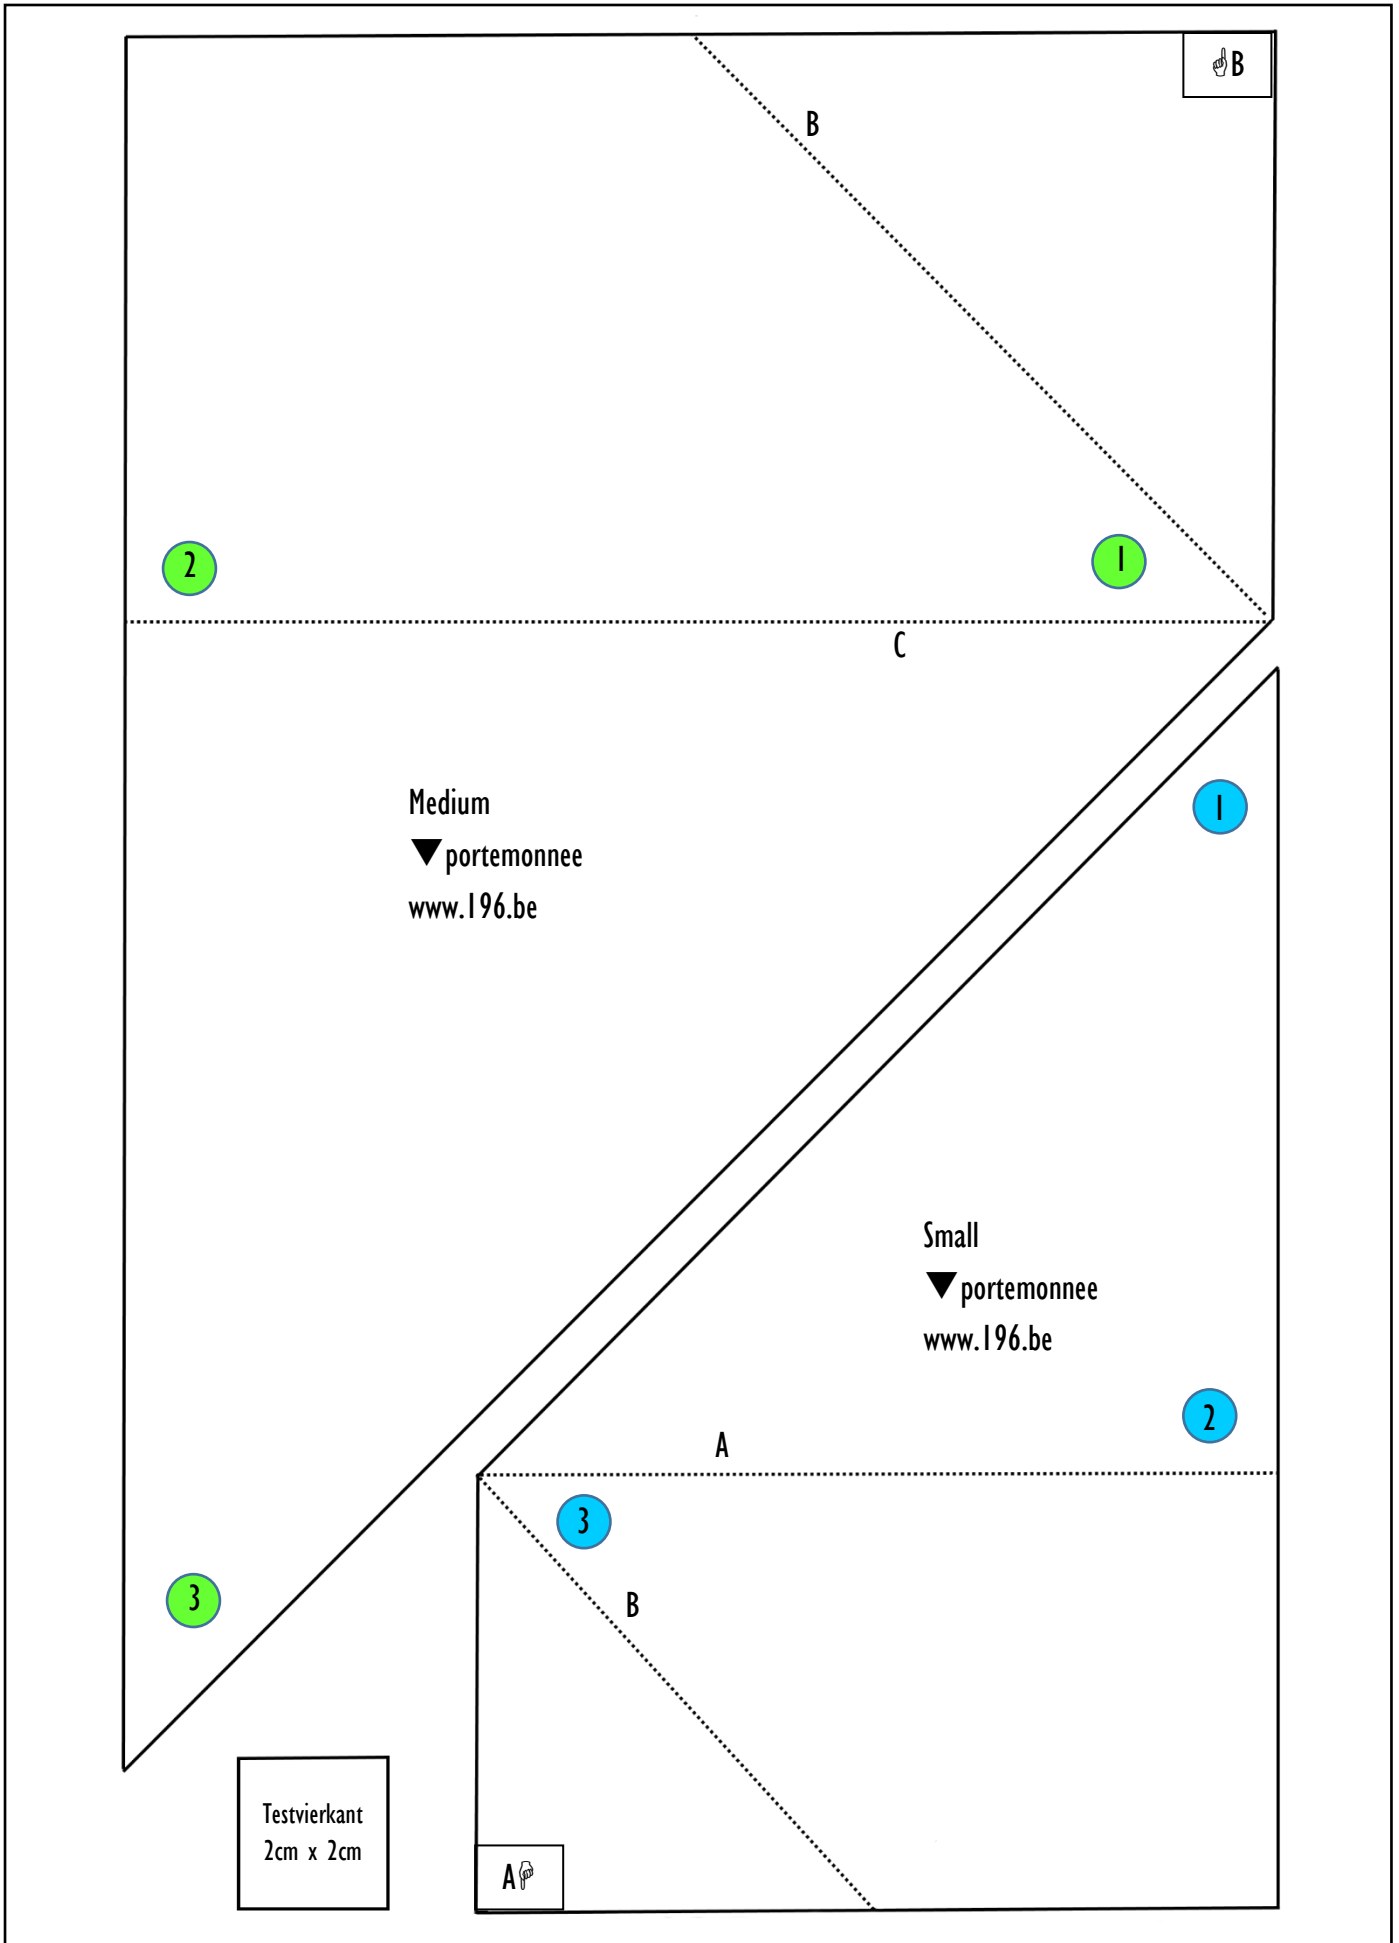 ☝B
B
2
1
C
Medium
▼portemonnee
www.196.be
1
Small
▼portemonnee
www.196.be
2
A
3
3
B
Testvierkant
2cm x 2cm
A☟